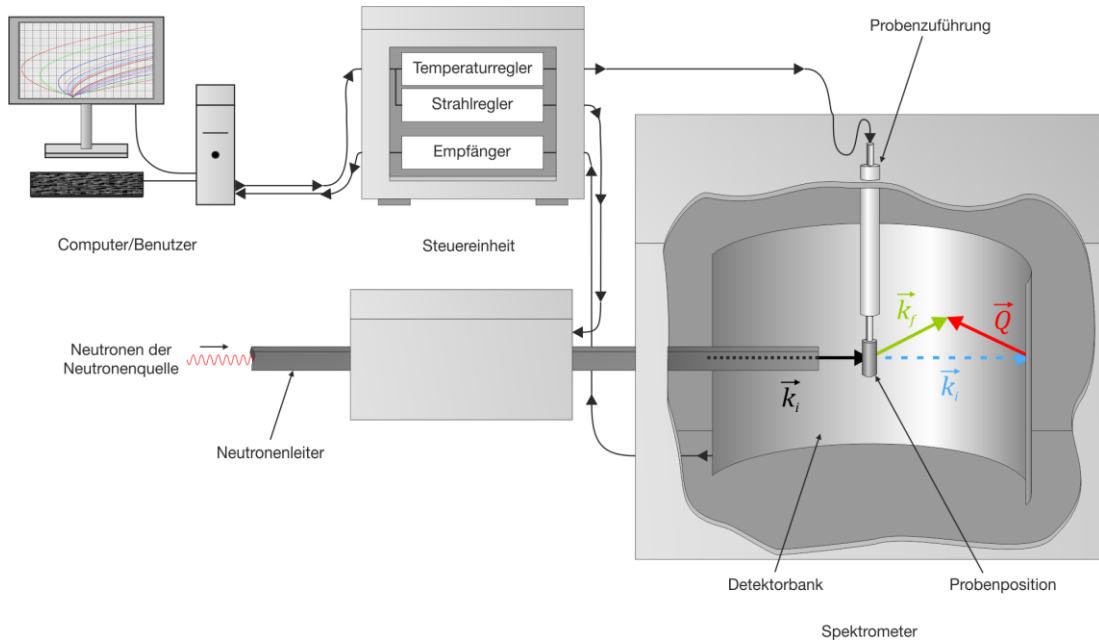 Probenzuführung
Temperaturregler
Strahlregler
Empfänger
Computer/Benutzer
Steuereinheit
Neutronen der
Neutronenquelle
Neutronenleiter
k_f
Q
k_i
k_i
Detektorbank
Probenposition
Spektrometer